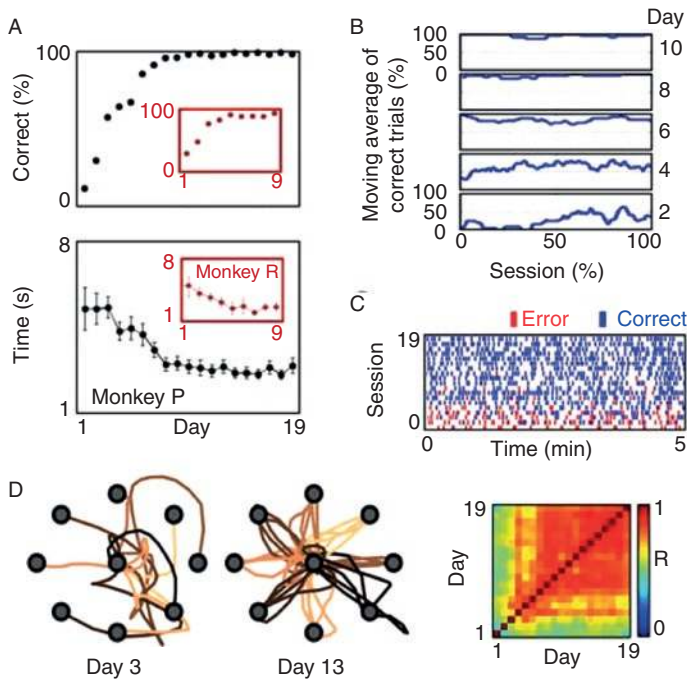 A
100
Correct (%)
0
100
0
1
9
8
Time (s)
1
Monkey R
8
1
1
9
Monkey P
1
Day
19
B
Day
Moving average of
correct trials (%)
100
50
0
10
8
6
4
100
50
0
2
0
50
100
Session (%)
C
Error
Correct
19
Session
0
0
Time (min)
5
D
Day 3
Day 13
19
Day
1
1
Day
19
1
R
0